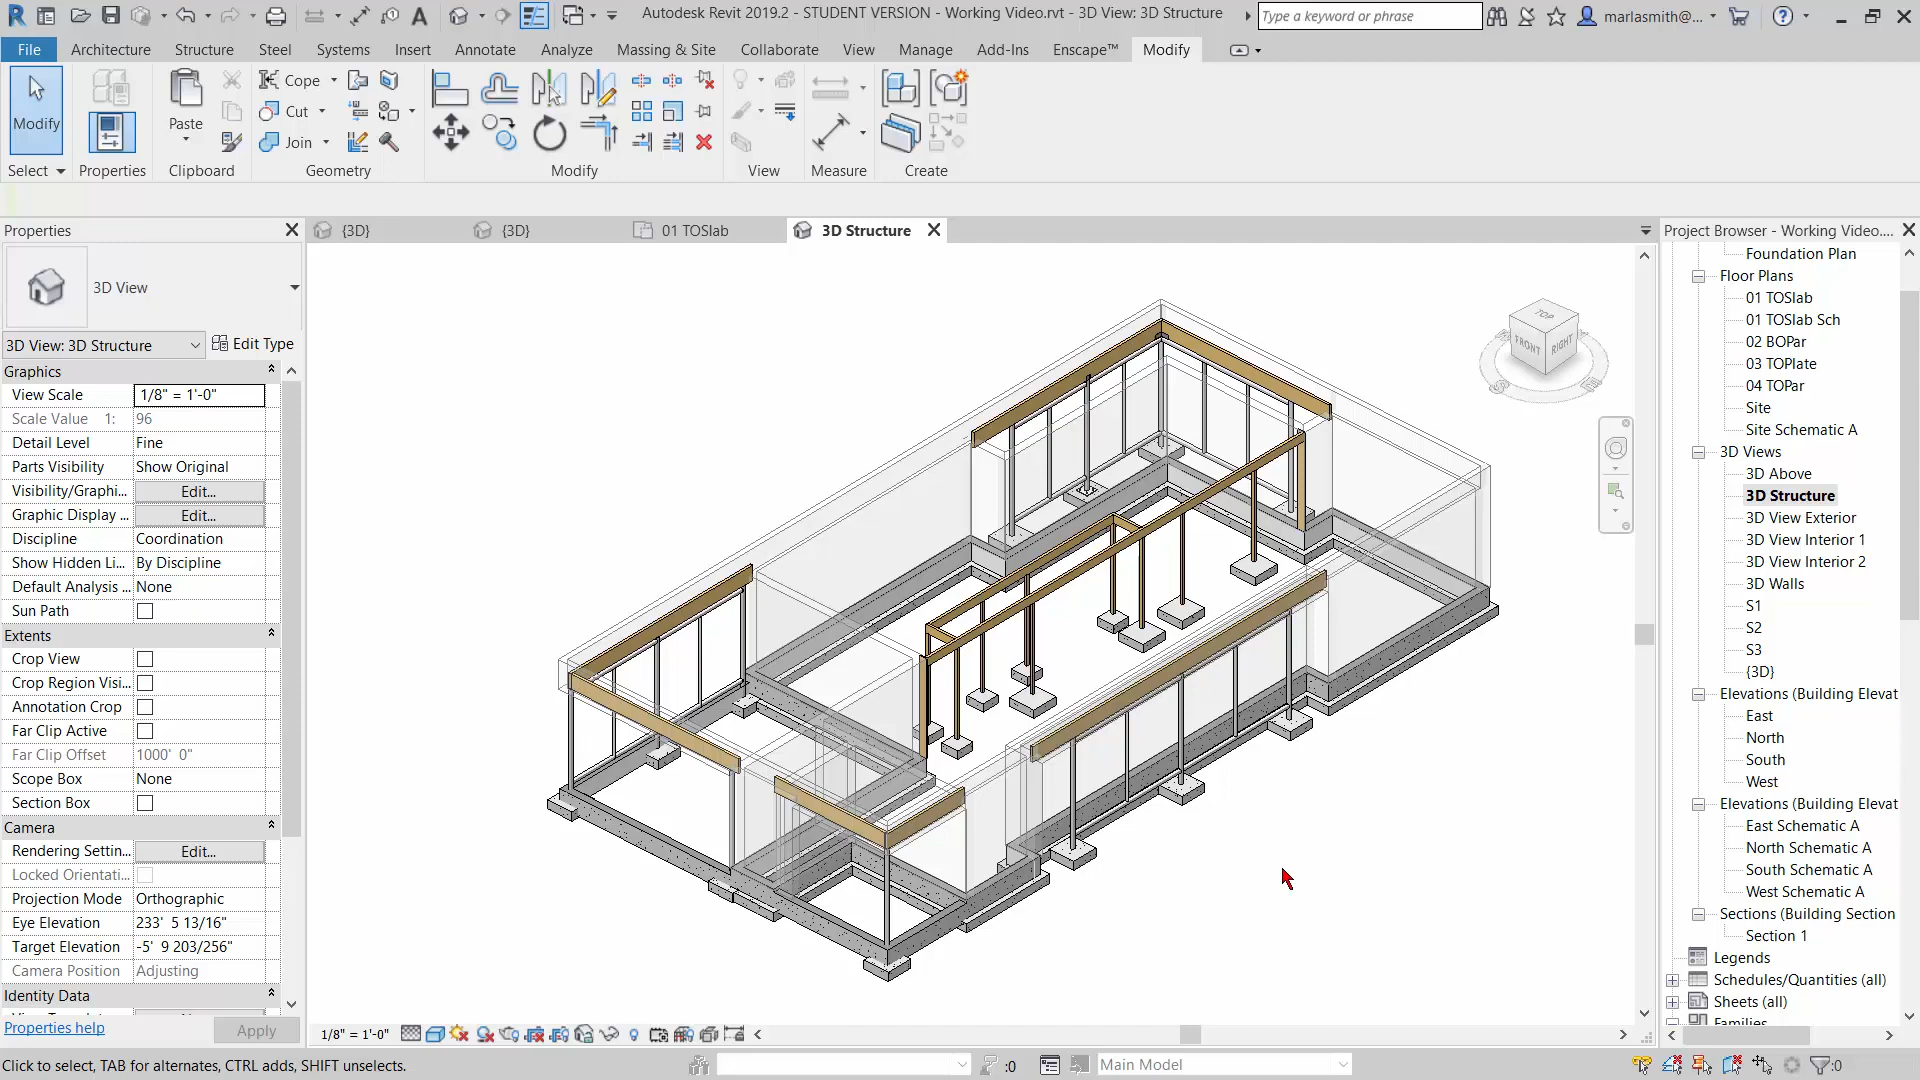 Autodesk Revit 2019.2 - STUDENT VERSION - Working Video.rvt - 3D View: 3D Structure
Type a keyword or phrase
marlasmith@...
File
Architecture
Structure
Steel
Systems
Insert
Annotate
Analyze
Massing & Site
Collaborate
View
Manage
Add-Ins
Enscape™
Modify
Modify
Paste
Cope
Cut
Join
Select
Properties
Clipboard
Geometry
Modify
View
Measure
Create
Properties
{3D}
{3D}
01 TOSlab
3D Structure
Project Browser - Working Video....
3D View
3D View: 3D Structure
Edit Type
Graphics
View Scale 1/8" = 1'-0"
Scale Value 1: 96
Detail Level Fine
Parts Visibility Show Original
Visibility/Graphi... Edit...
Graphic Display ... Edit...
Discipline Coordination
Show Hidden Li... By Discipline
Default Analysis ... None
Sun Path
Extents
Crop View
Crop Region Visi...
Annotation Crop
Far Clip Active
Far Clip Offset 1000' 0"
Scope Box None
Section Box
Camera
Rendering Settin... Edit...
Locked Orientati...
Projection Mode Orthographic
Eye Elevation 233' 5 13/16"
Target Elevation -5' 9 203/256"
Camera Position Adjusting
Identity Data
Properties help
Apply
TOP
FRONT
RIGHT
Foundation Plan
Floor Plans
01 TOSlab
01 TOSlab Sch
02 BOPar
03 TOPlate
04 TOPar
Site
Site Schematic A
3D Views
3D Above
3D Structure
3D View Exterior
3D View Interior 1
3D View Interior 2
3D Walls
S1
S2
S3
{3D}
Elevations (Building Elevat
East
North
South
West
Elevations (Building Elevat
East Schematic A
North Schematic A
South Schematic A
West Schematic A
Sections (Building Section
Section 1
Legends
Schedules/Quantities (all)
Sheets (all)
1/8" = 1'-0"
Click to select, TAB for alternates, CTRL adds, SHIFT unselects.
:0
Main Model
:0